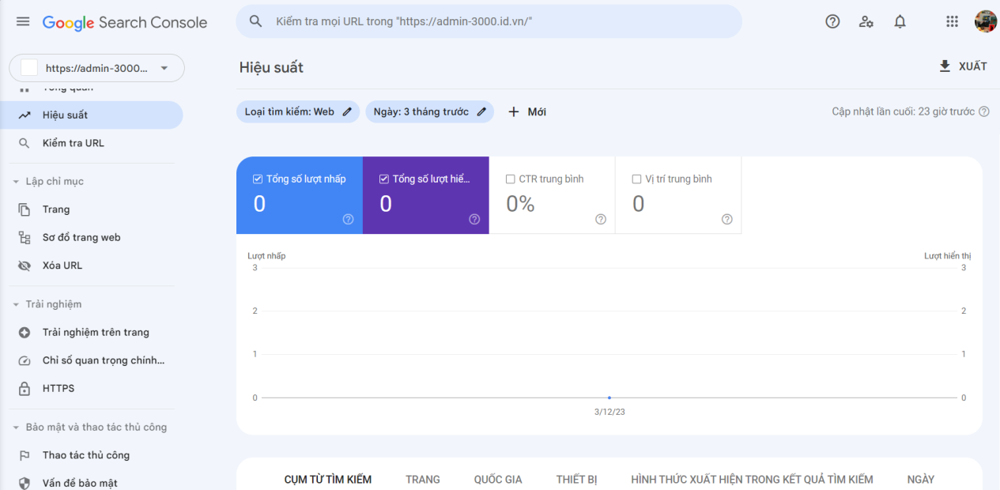 Google Search Console
Kiểm tra mọi URL trong "https://admin-3000.id.vn/"
https://admin-3000...
Tổng quan
Hiệu suất
Kiểm tra URL
Lập chỉ mục
Trang
Sơ đồ trang web
Xóa URL
Trải nghiệm
Trải nghiệm trên trang
Chỉ số quan trọng chính...
HTTPS
Bảo mật và thao tác thủ công
Thao tác thủ công
Vấn đề bảo mật
Hiệu suất
XUẤT
Loại tìm kiếm: Web
Ngày: 3 tháng trước
Mới
Cập nhật lần cuối: 23 giờ trước
Tổng số lượt nhấp
0
Tổng số lượt hiể...
0
CTR trung bình
0%
Vị trí trung bình
0
Lượt nhấp
Lượt hiển thị
3
3
2
2
1
1
0
0
3/12/23
CỤM TỪ TÌM KIẾM
TRANG
QUỐC GIA
THIẾT BỊ
HÌNH THỨC XUẤT HIỆN TRONG KẾT QUẢ TÌM KIẾM
NGÀY